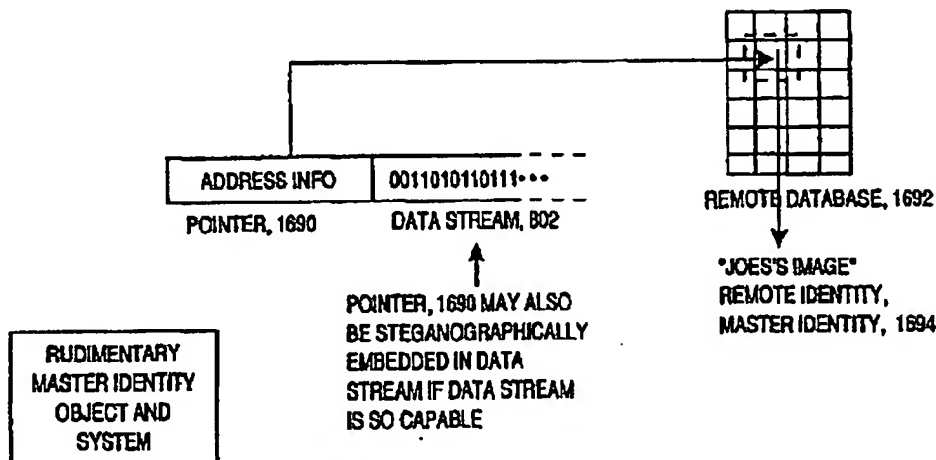 ADDRESS INFO
0011010110111•••
POINTER, 1690
DATA STREAM, 802
REMOTE DATABASE, 1692
"JOES'S IMAGE"
REMOTE IDENTITY,
MASTER IDENTITY, 1694
POINTER, 1690 MAY ALSO
BE STEGANOGRAPHICALLY
EMBEDDED IN DATA
STREAM IF DATA STREAM
IS SO CAPABLE
RUDIMENTARY
MASTER IDENTITY
OBJECT AND
SYSTEM